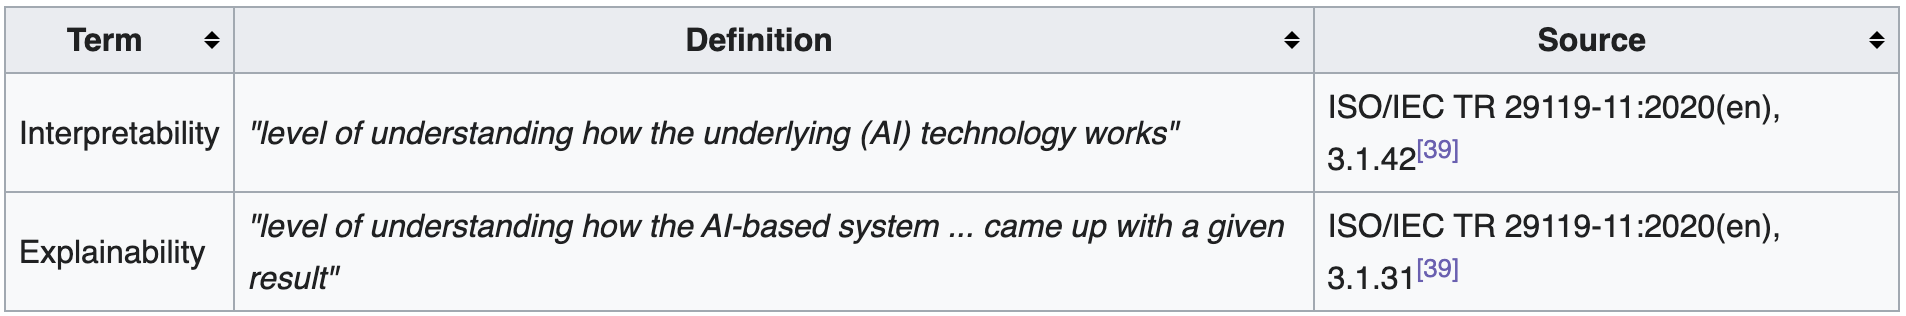 Term Definition Source
Interpretability "level of understanding how the underlying (AI) technology works" ISO/IEC TR 29119-11:2020(en),
3.1.42[39]
Explainability "level of understanding how the AI-based system ... came up with a given
result" ISO/IEC TR 29119-11:2020(en),
3.1.31[39]